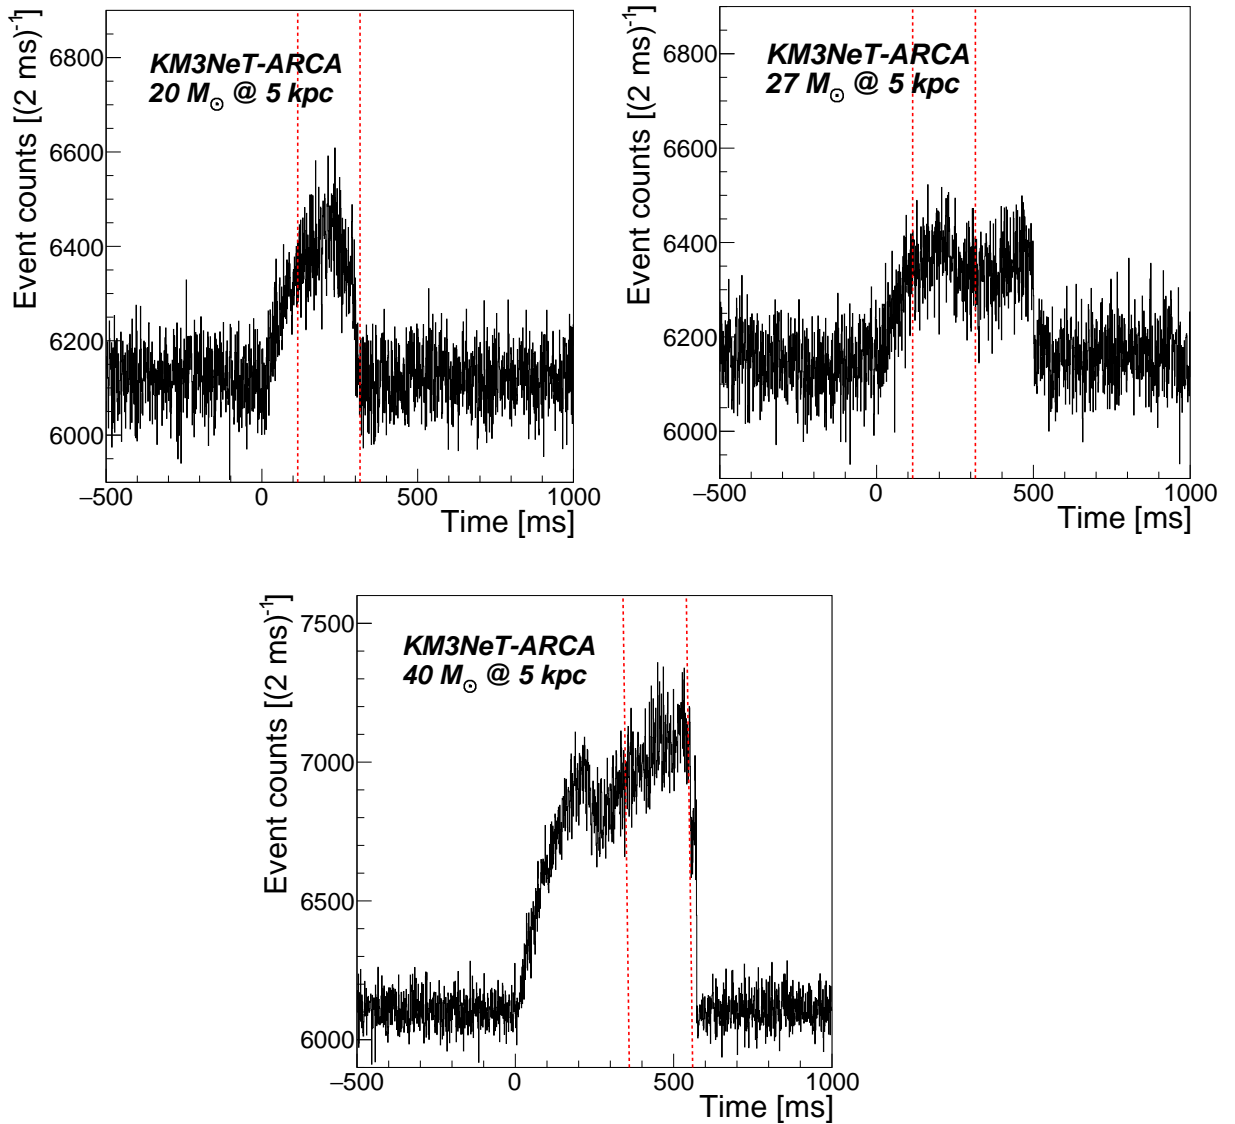 Event counts [(2 ms)⁻¹]
6800
6600
6400
6200
6000
KM3NeT-ARCA
20 M☉ @ 5 kpc
−500 0 500 1000
Time [ms]
Event counts [(2 ms)⁻¹]
6800
6600
6400
6200
6000
KM3NeT-ARCA
27 M☉ @ 5 kpc
−500 0 500 1000
Time [ms]
Event counts [(2 ms)⁻¹]
7500
7000
6500
6000
KM3NeT-ARCA
40 M☉ @ 5 kpc
−500 0 500 1000
Time [ms]